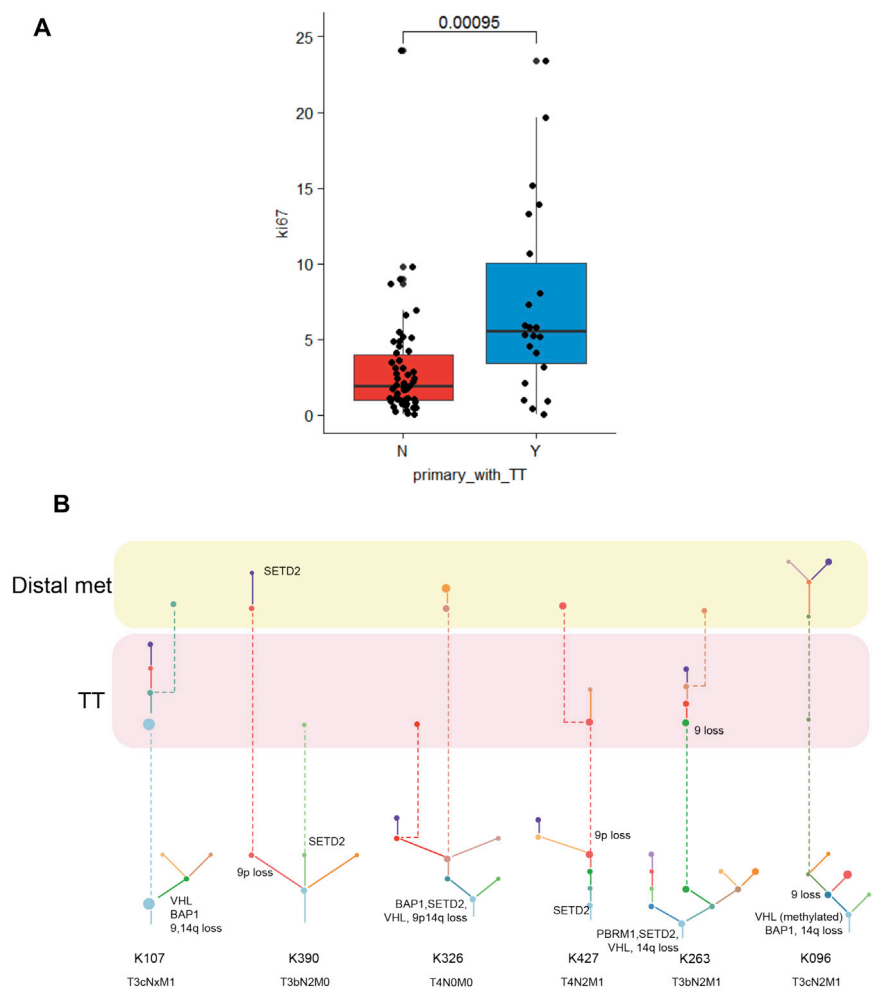 A
0.00095
25
20
15
10
5
0
ki67
N
Y
primary_with_TT
B
Distal met
SETD2
TT
9 loss
SETD2
9p loss
9p loss
VHL
BAP1
9,14q loss
BAP1,SETD2,
VHL, 9p14q loss
SETD2
PBRM1,SETD2,
VHL, 14q loss
9 loss
VHL (methylated)
BAP1, 14q loss
K107
K390
K326
K427
K263
K096
T3cNxM1
T3bN2M0
T4N0M0
T4N2M1
T3bN2M1
T3cN2M1